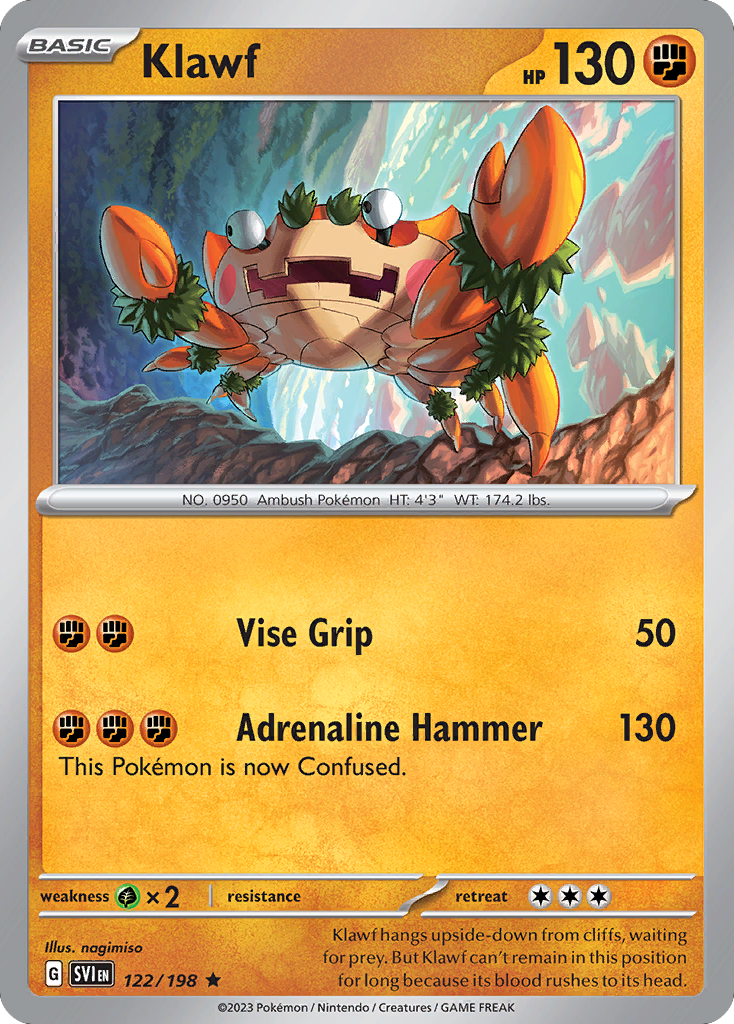 BASIC
Klawf
HP 130
NO. 0950 Ambush Pokémon HT: 4'3" WT: 174.2 lbs.
Vise Grip 50
Adrenaline Hammer 130
This Pokémon is now Confused.
weakness ×2 resistance retreat
Illus. nagimiso
Klawf hangs upside-down from cliffs, waiting
for prey. But Klawf can't remain in this position
for long because its blood rushes to its head.
G SVI EN 122/198 ★
©2023 Pokémon / Nintendo / Creatures / GAME FREAK